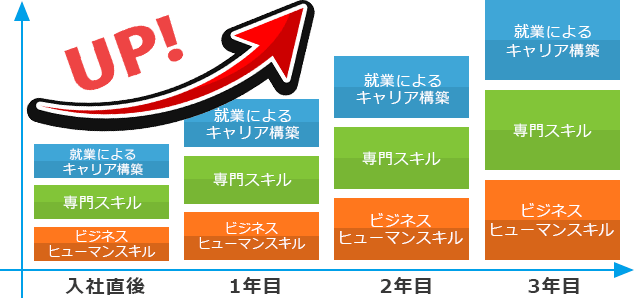 UP!
就業による
キャリア構築
専門スキル
ビジネス
ヒューマンスキル
就業による
キャリア構築
専門スキル
ビジネス
ヒューマンスキル
就業による
キャリア構築
専門スキル
ビジネス
ヒューマンスキル
就業による
キャリア構築
専門スキル
ビジネス
ヒューマンスキル
入社直後
1年目
2年目
3年目